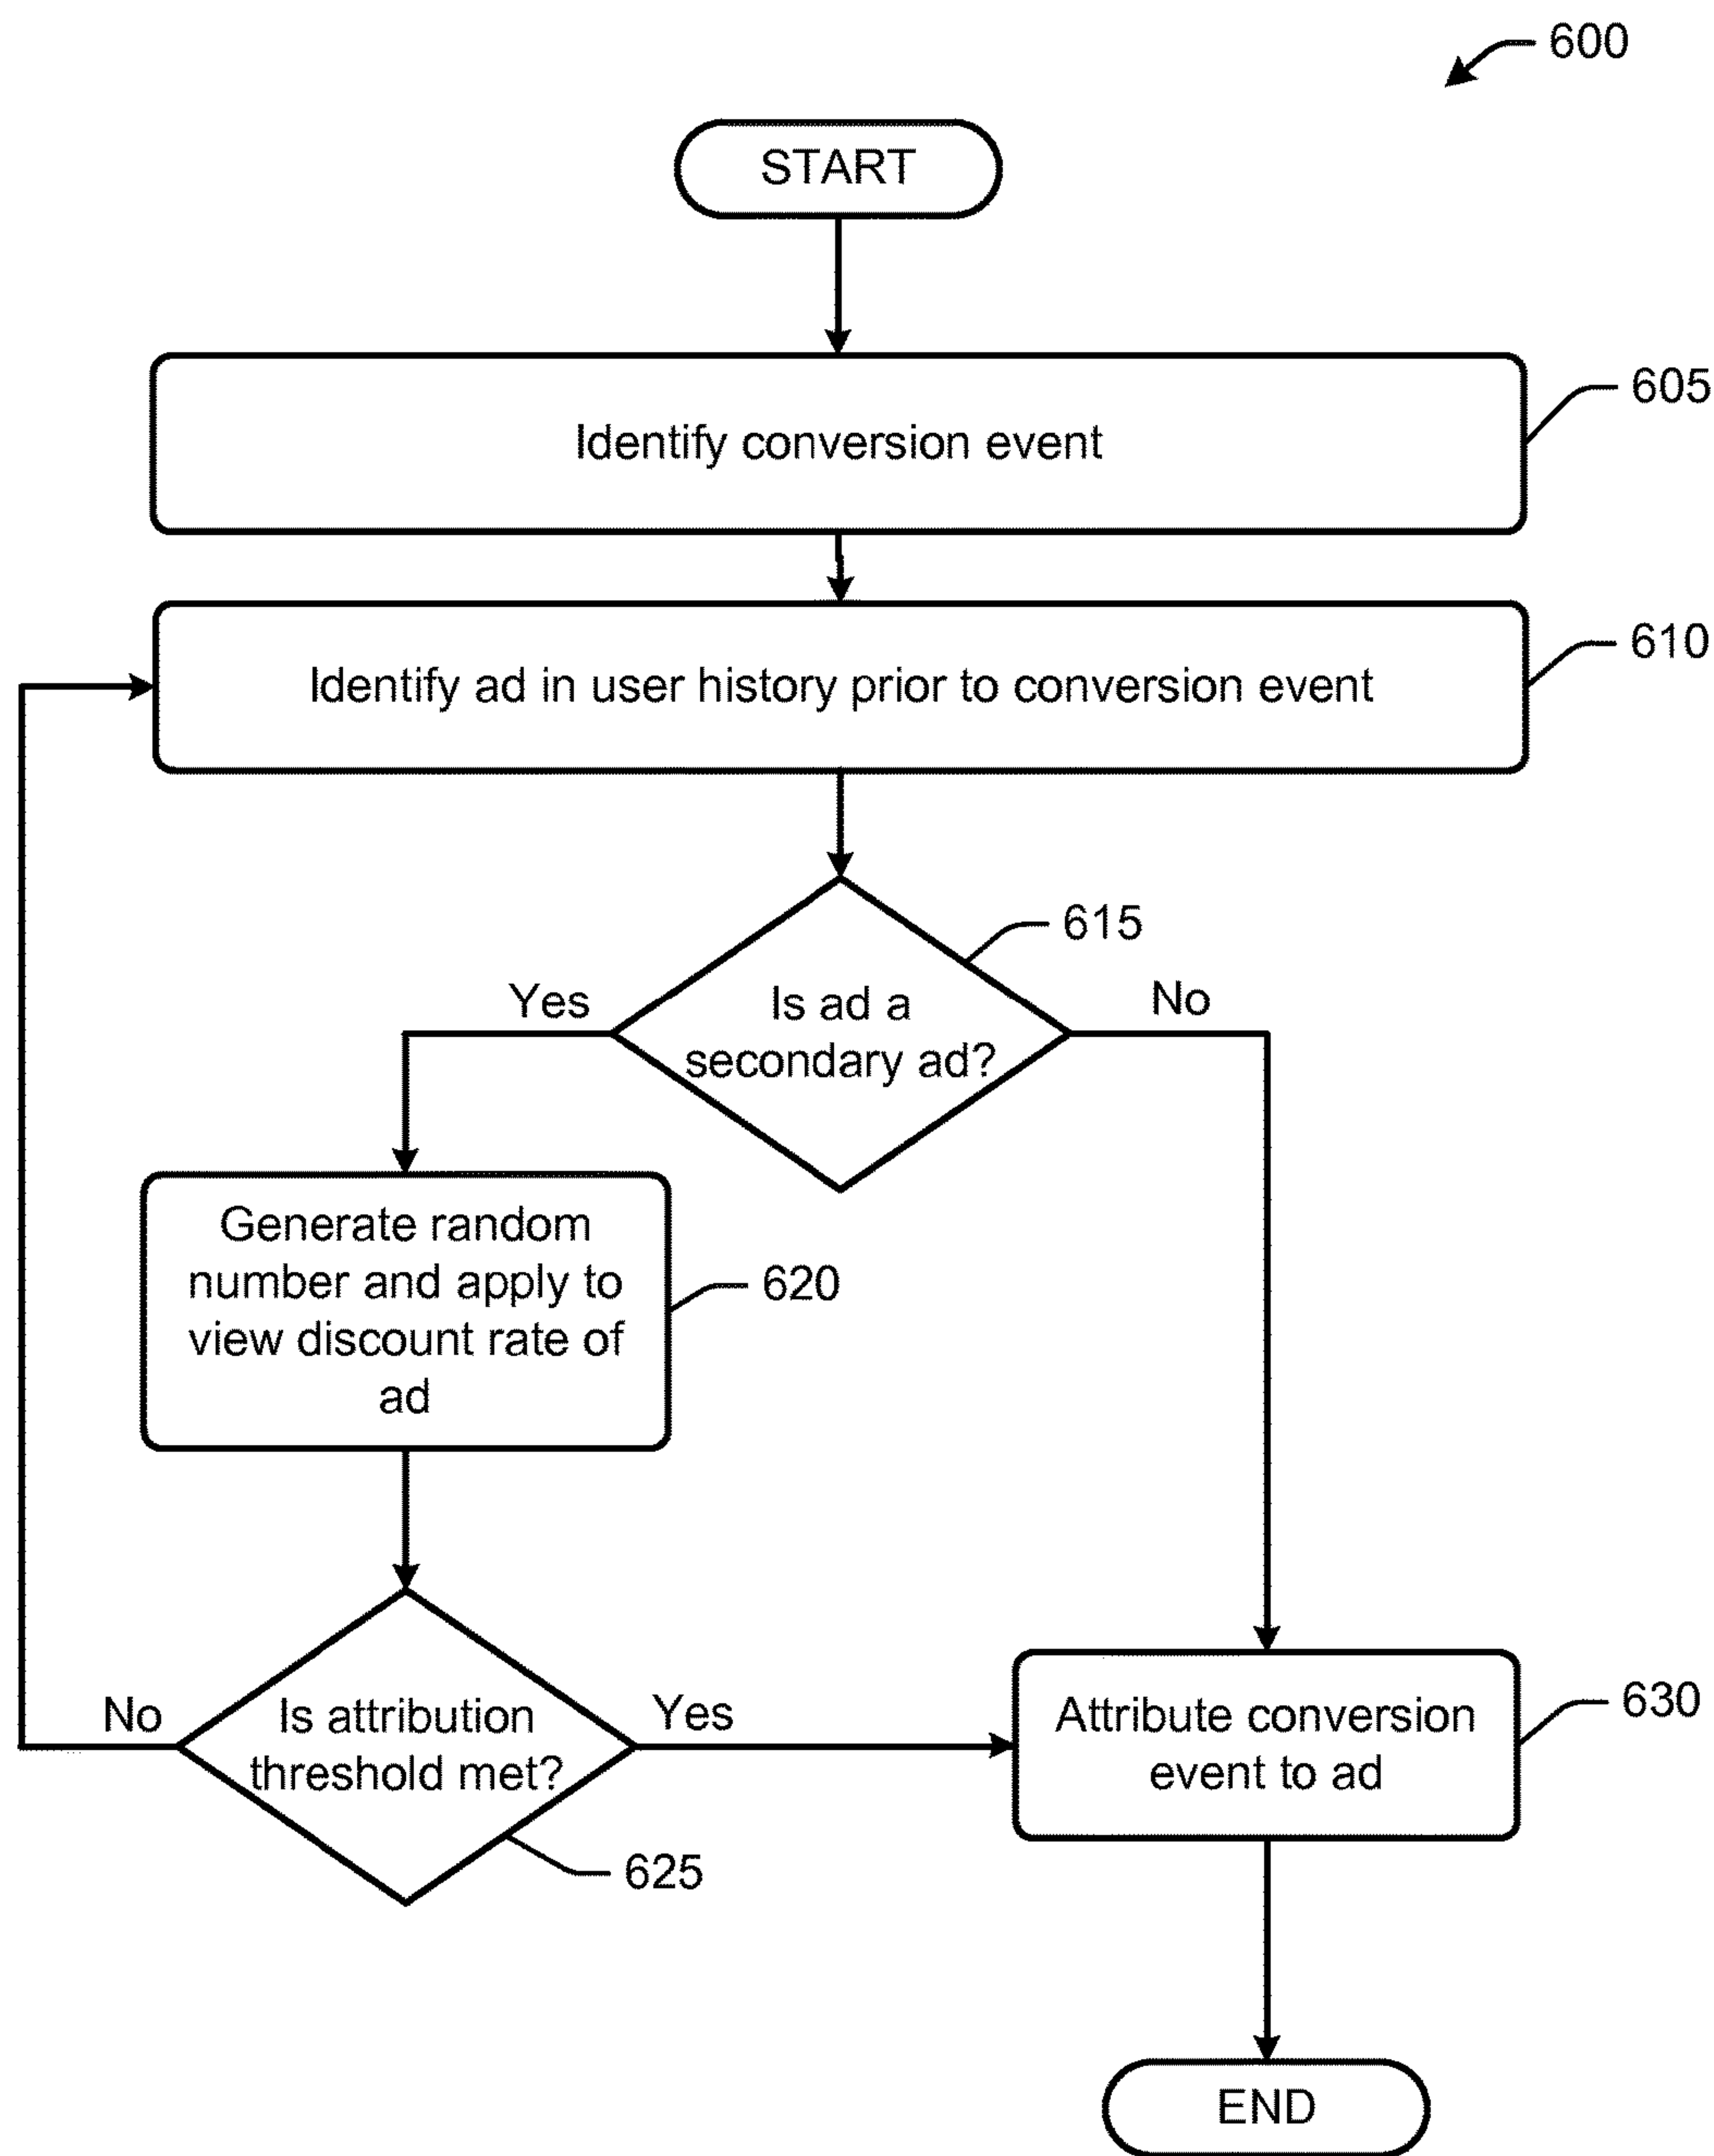 600
START
605
Identify conversion event
610
Identify ad in user history prior to conversion event
615
Yes
Is ad a
secondary ad?
No
Generate random
number and apply to
view discount rate of
ad
620
No
Is attribution
threshold met?
Yes
625
Attribute conversion
event to ad
630
END